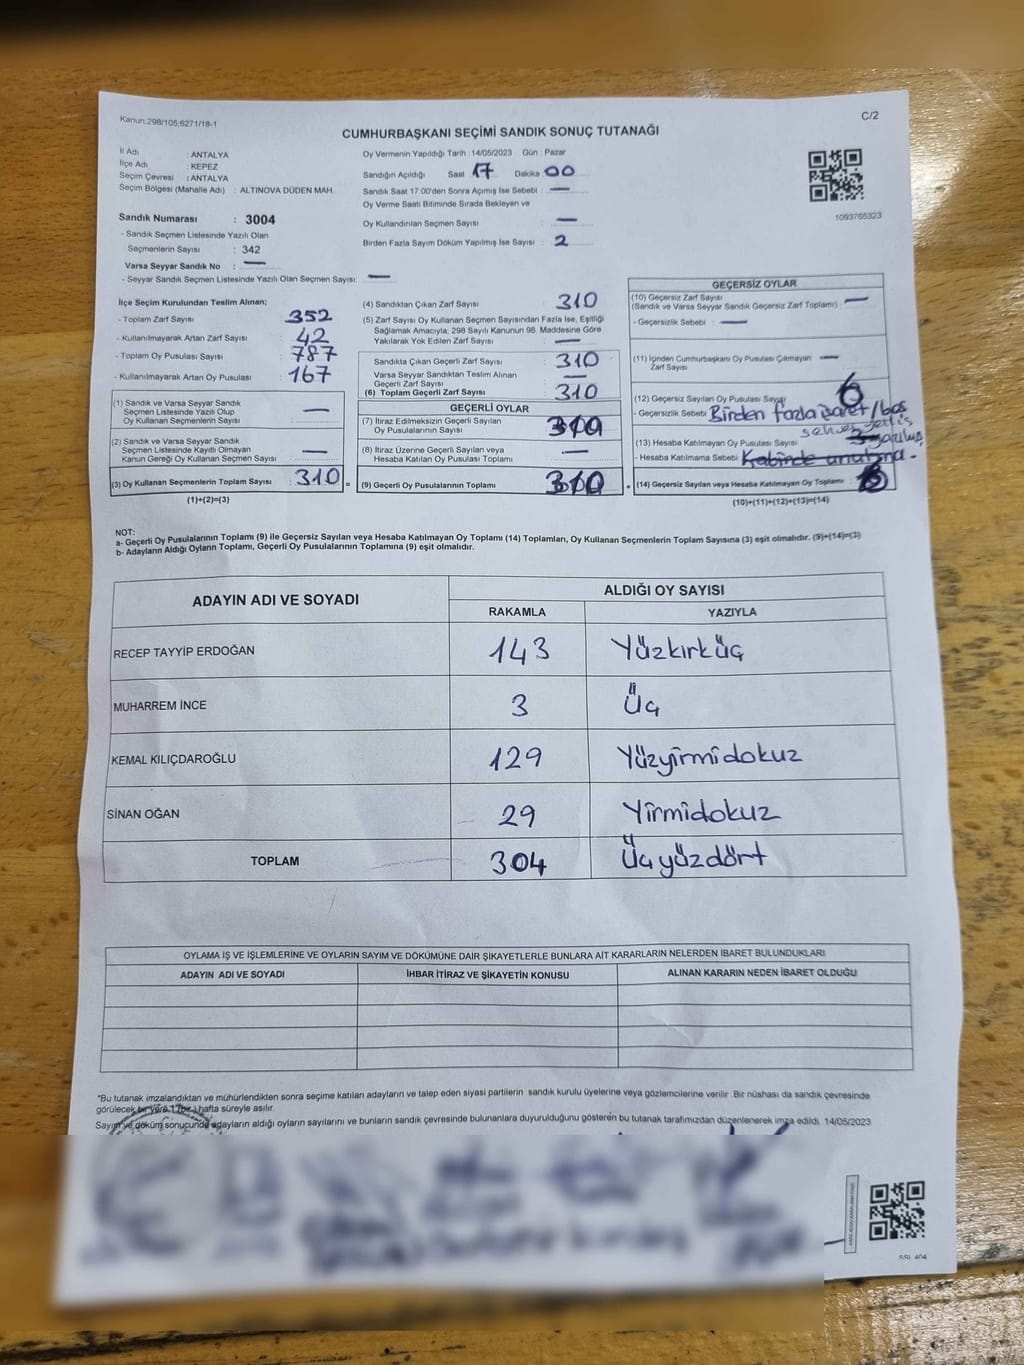 Kanun:298/105,6271/18-1
C/2
CUMHURBAŞKANI SEÇİMİ SANDIK SONUÇ TUTANAĞI
İl Adı : ANTALYA
İlçe Adı : KEPEZ
Seçim Çevresi : ANTALYA
Seçim Bölgesi (Mahalle Adı) : ALTINOVA DÜDEN MAH.
Sandık Numarası : 3004
- Sandık Seçmen Listesinde Yazılı Olan
Seçmenlerin Sayısı : 342
Varsa Seyyar Sandık No : —
- Seyyar Sandık Seçmen Listesinde Yazılı Olan Seçmen Sayısı : —
Oy Vermenin Yapıldığı Tarih : 14/05/2023 Gün : Pazar
Sandığın Açıldığı Saat 17 Dakika 00
Sandık Saat 17:00'den Sonra Açımış İse Sebebi : —
Oy Verme Saati Bitiminde Sırada Bekleyen ve
Oy Kullandırılan Seçmen Sayısı : —
Birden Fazla Sayım Döküm Yapılmış İse Sayısı : 2
1093765323
İlçe Seçim Kurulundan Teslim Alınan;
- Toplam Zarf Sayısı : 352
- Kullanılmayarak Artan Zarf Sayısı : 42
- Toplam Oy Pusulası Sayısı : 787
- Kullanılmayarak Artan Oy Pusulası : 167
(1) Sandık ve Varsa Seyyar Sandık
Seçmen Listesinde Yazılı Olup
Oy Kullanan Seçmenlerin Sayısı : —
(2) Sandık ve Varsa Seyyar Sandık
Seçmen Listesinde Kayıtlı Olmayan
Kanun Gereği Oy Kullanan Seçmen Sayısı : —
(3) Oy Kullanan Seçmenlerin Toplam Sayısı : 310 =
(1)+(2)=(3)
(4) Sandıktan Çıkan Zarf Sayısı : 310
(5) Zarf Sayısı Oy Kullanan Seçmen Sayısından Fazla İse, Eşitliği
Sağlamak Amacıyla, 298 Sayılı Kanunun 98. Maddesine Göre
Yakılarak Yok Edilen Zarf Sayısı : —
Sandıkta Çıkan Geçerli Zarf Sayısı : 310
Varsa Seyyar Sandıktan Teslim Alınan
Geçerli Zarf Sayısı : —
(6) Toplam Geçerli Zarf Sayısı : 310
GEÇERLİ OYLAR
(7) İtiraz Edilmeksizin Geçerli Sayılan
Oy Pusulalarının Sayısı :
(8) İtiraz Üzerine Geçerli Sayılan veya
Hesaba Katılan Oy Pusulası Toplamı : —
(9) Geçerli Oy Pusulalarının Toplamı : +
GEÇERSİZ OYLAR
(10) Geçersiz Zarf Sayısı
(Sandık ve Varsa Seyyar Sandık Geçersiz Zarf Toplamı) : —
- Geçersizlik Sebebi : —
(11) İçinden Cumhurbaşkanı Oy Pusulası Çıkmayan : —
Zarf Sayısı
(12) Geçersiz Sayılan Oy Pusulası Sayısı 6
- Geçersizlik Sebebi Birden fazla işaret/boş
(13) Hesaba Katılmayan Oy Pusulası Sayısı
- Hesaba Katılmama Sebebi Kabinde unutma.
(14) Geçersiz Sayılan veya Hesaba Katılmayan Oy Toplamı :
(10)+(11)+(12)+(13)=(14)
NOT:
a- Geçerli Oy Pusulalarının Toplamı (9) ile Geçersiz Sayılan veya Hesaba Katılmayan Oy Toplamı (14) Toplamları, Oy Kullanan Seçmenlerin Toplam Sayısına (3) eşit olmalıdır. (9)+(14)=(3)
b- Adayların Aldığı Oyların Toplamı, Geçerli Oy Pusulalarının Toplamına (9) eşit olmalıdır.
ADAYIN ADI VE SOYADI ALDIĞI OY SAYISI
RAKAMLA YAZIYLA
RECEP TAYYİP ERDOĞAN 143 Yüzkırküç
MUHARREM İNCE 3 Üç
KEMAL KILIÇDAROĞLU 129 Yüzyirmidokuz
SİNAN OĞAN 29 Yirmidokuz
TOPLAM 304 Üçyüzdört
OYLAMA İŞ VE İŞLEMLERİNE VE OYLARIN SAYIM VE DÖKÜMÜNE DAİR ŞİKAYETLERLE BUNLARA AİT KARARLARIN NELERDEN İBARET BULUNDUKLARI
ADAYIN ADI VE SOYADI İHBAR İTİRAZ VE ŞİKAYETİN KONUSU ALINAN KARARIN NEDEN İBARET OLDUĞU
*Bu tutanak imzalandıktan ve mühürlendikten sonra seçime katılan adayların ve talep eden siyasi partilerin sandık kurulu üyelerine veya gözlemcilerine verilir. Bir nüshası da sandık çevresinde
görülecek bir yere 1 (bir) hafta süreyle asılır.
Sayım ve döküm sonucunda adayların aldığı oyların sayılarını ve bunların sandık çevresinde bulunanlara duyurulduğunu gösteren bu tutanak tarafımızdan düzenlenerek imza edildi. 14/05/2023